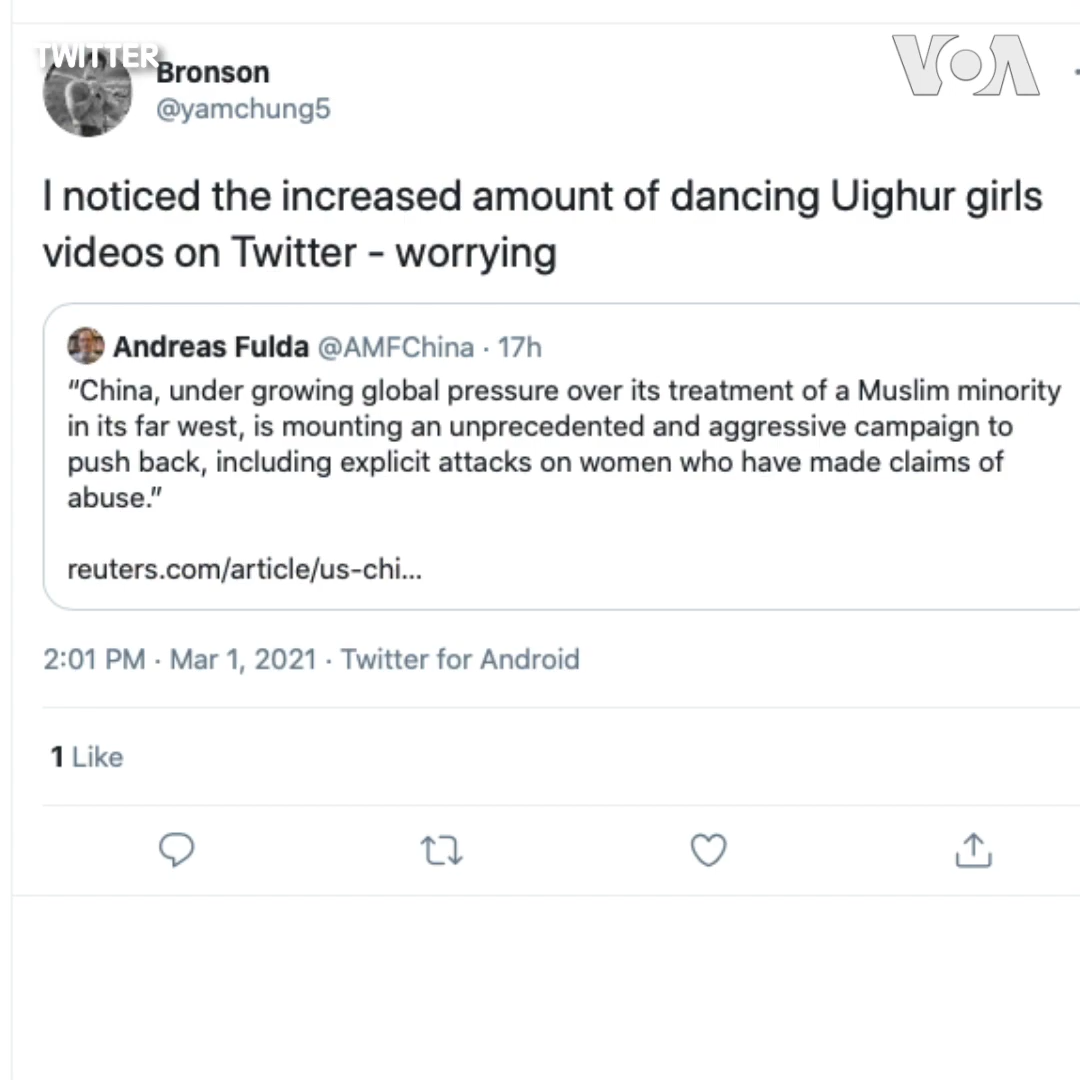 TWITTER
VOA
Bronson
@yamchung5
I noticed the increased amount of dancing Uighur girls
videos on Twitter - worrying
Andreas Fulda @AMFChina · 17h
“China, under growing global pressure over its treatment of a Muslim minority
in its far west, is mounting an unprecedented and aggressive campaign to
push back, including explicit attacks on women who have made claims of
abuse.”
reuters.com/article/us-chi...
2:01 PM · Mar 1, 2021 · Twitter for Android
1 Like